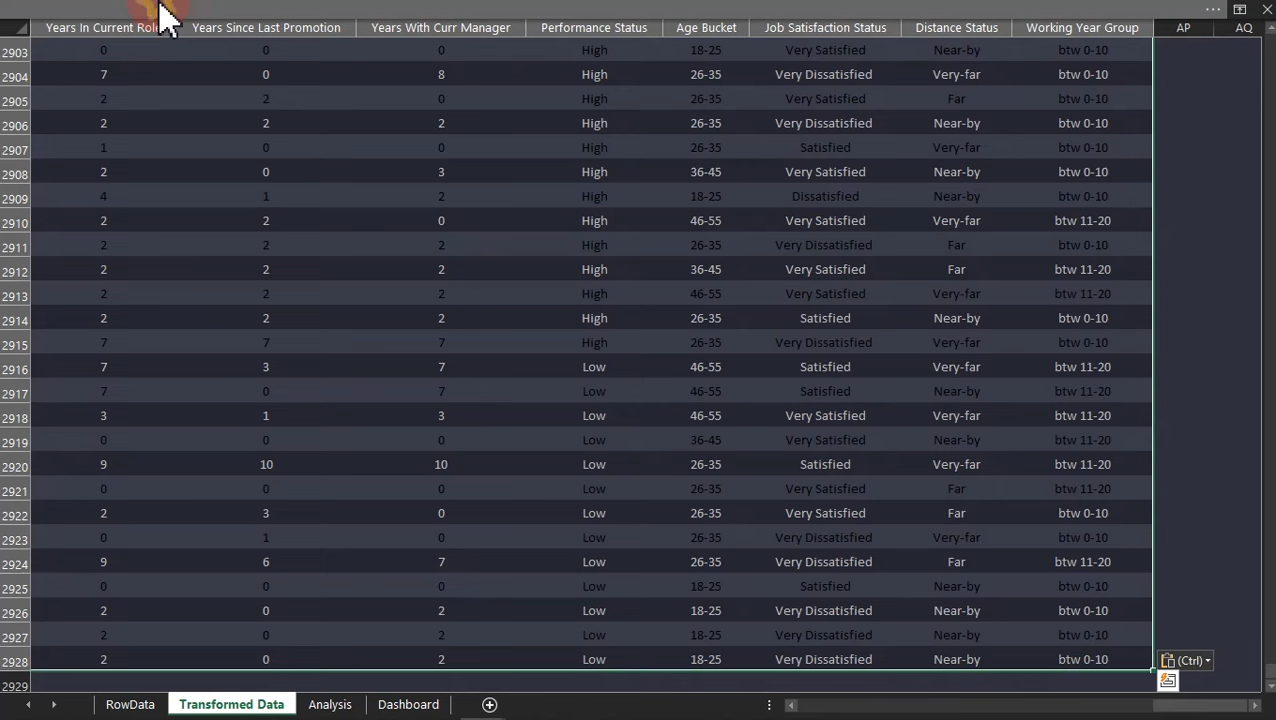 Years In Current Role Years Since Last Promotion Years With Curr Manager Performance Status Age Bucket Job Satisfaction Status Distance Status Working Year Group AP AQ
2903 0 0 0 High 18-25 Very Satisfied Near-by btw 0-10
2904 7 0 8 High 26-35 Very Dissatisfied Very-far btw 0-10
2905 2 2 0 High 26-35 Very Satisfied Far btw 0-10
2906 2 2 2 High 26-35 Very Dissatisfied Near-by btw 0-10
2907 1 0 0 High 26-35 Satisfied Very-far btw 0-10
2908 2 0 3 High 36-45 Very Satisfied Near-by btw 0-10
2909 4 1 2 High 18-25 Dissatisfied Near-by btw 0-10
2910 2 2 0 High 46-55 Very Satisfied Very-far btw 11-20
2911 2 2 2 High 26-35 Very Dissatisfied Far btw 0-10
2912 2 2 2 High 36-45 Very Satisfied Far btw 11-20
2913 2 2 2 High 46-55 Very Satisfied Very-far btw 11-20
2914 2 2 2 High 26-35 Satisfied Near-by btw 0-10
2915 7 7 7 High 26-35 Very Dissatisfied Very-far btw 0-10
2916 7 3 7 Low 46-55 Satisfied Very-far btw 11-20
2917 7 0 7 Low 26-35 Satisfied Near-by btw 0-10
2918 3 1 3 Low 46-55 Very Satisfied Very-far btw 11-20
2919 0 0 0 Low 36-45 Very Satisfied Near-by btw 11-20
2920 9 10 10 Low 26-35 Satisfied Very-far btw 11-20
2921 0 0 0 Low 26-35 Very Satisfied Far btw 11-20
2922 2 3 0 Low 26-35 Very Satisfied Far btw 0-10
2923 0 1 0 Low 26-35 Very Dissatisfied Very-far btw 0-10
2924 9 6 7 Low 26-35 Very Dissatisfied Far btw 11-20
2925 0 0 0 Low 18-25 Satisfied Near-by btw 0-10
2926 2 0 2 Low 18-25 Very Dissatisfied Near-by btw 0-10
2927 2 0 2 Low 18-25 Very Dissatisfied Near-by btw 0-10
2928 2 0 2 Low 18-25 Very Dissatisfied Near-by btw 0-10 (Ctrl)
2929
RowData Transformed Data Analysis Dashboard